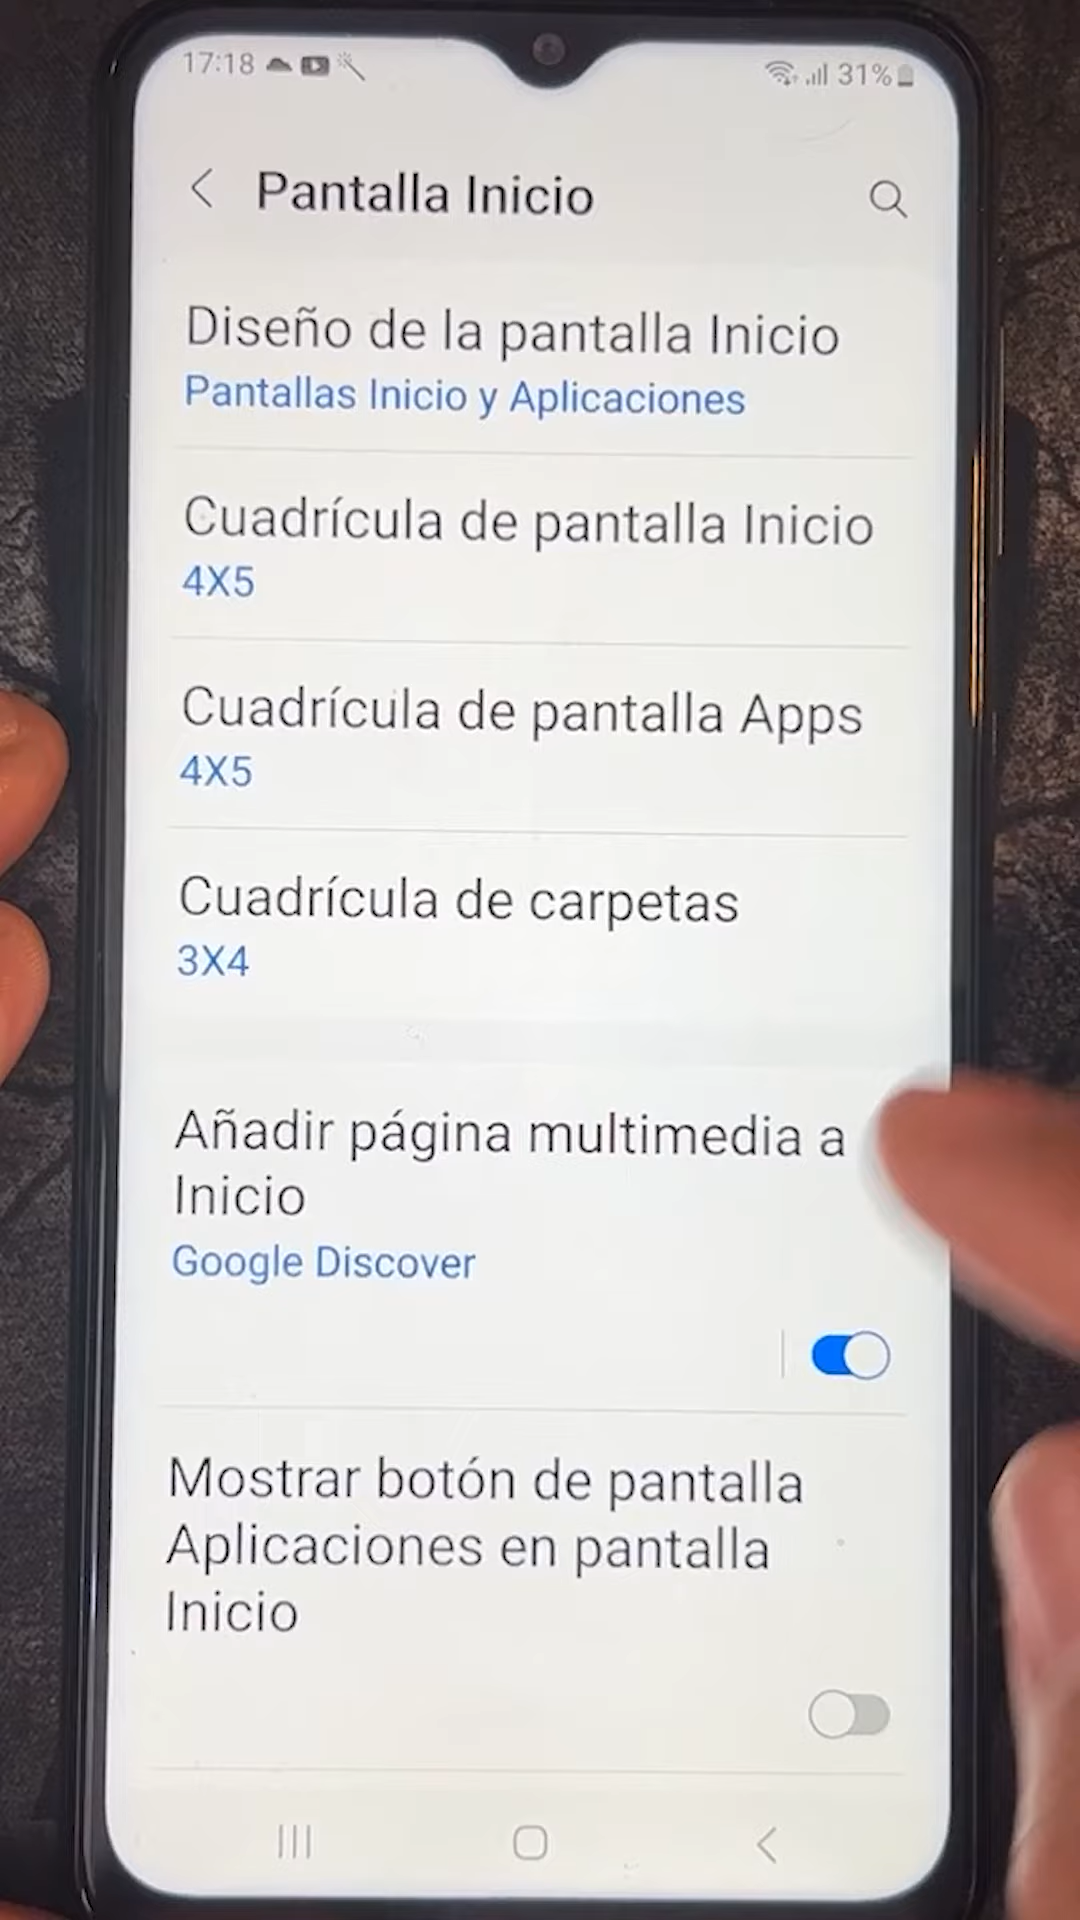 17:18
31%
Pantalla Inicio
Diseño de la pantalla Inicio
Pantallas Inicio y Aplicaciones
Cuadrícula de pantalla Inicio
4X5
Cuadrícula de pantalla Apps
4X5
Cuadrícula de carpetas
3X4
Añadir página multimedia a
Inicio
Google Discover
Mostrar botón de pantalla
Aplicaciones en pantalla
Inicio